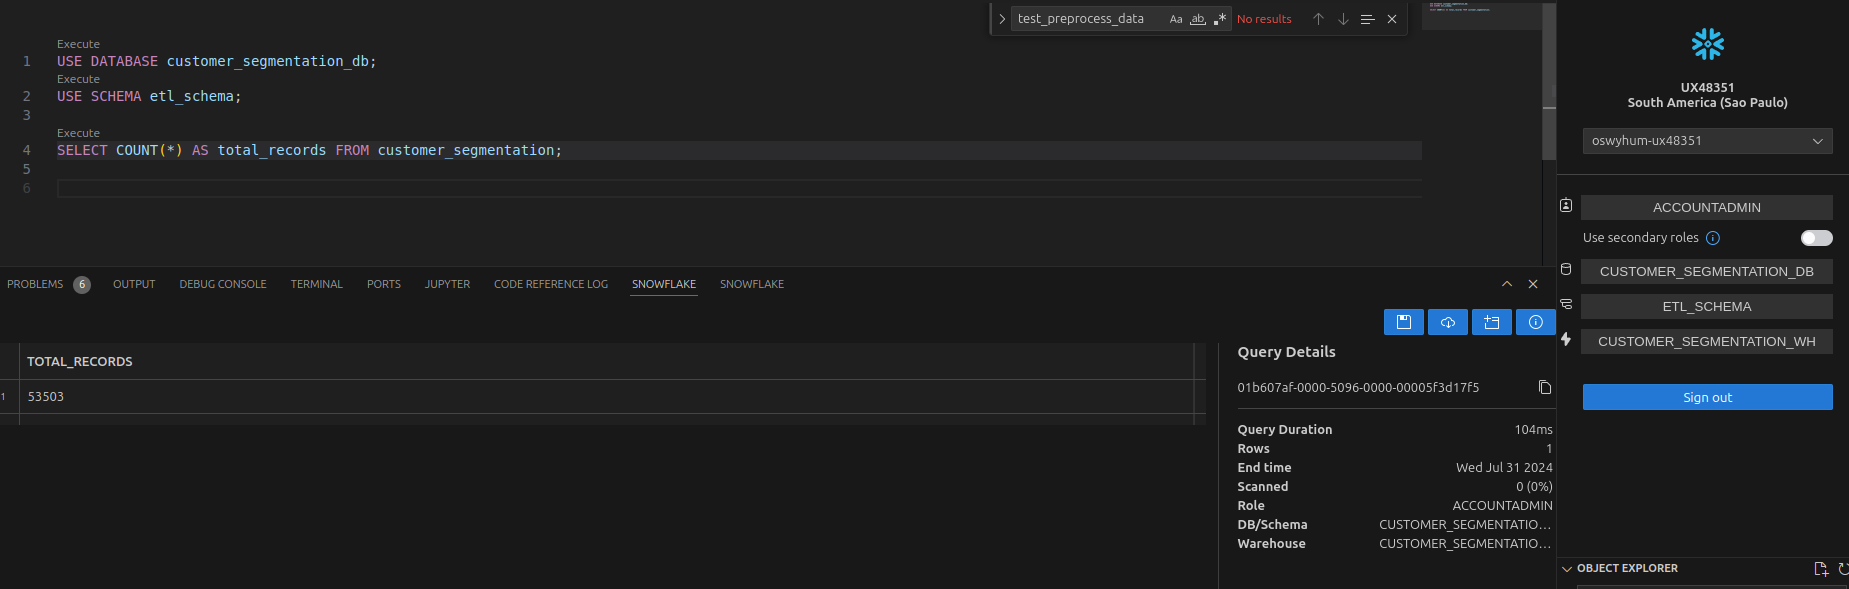 test_preprocess_data Aa ab .* No results
Execute
1 USE DATABASE customer_segmentation_db;
Execute
2 USE SCHEMA etl_schema;
3
Execute
4 SELECT COUNT(*) AS total_records FROM customer_segmentation;
5
6
PROBLEMS 6 OUTPUT DEBUG CONSOLE TERMINAL PORTS JUPYTER CODE REFERENCE LOG SNOWFLAKE SNOWFLAKE
TOTAL_RECORDS
1 53503
Query Details
01b607af-0000-5096-0000-00005f3d17f5
Query Duration 104ms
Rows 1
End time Wed Jul 31 2024
Scanned 0 (0%)
Role ACCOUNTADMIN
DB/Schema CUSTOMER_SEGMENTATIO...
Warehouse CUSTOMER_SEGMENTATIO...
UX48351
South America (Sao Paulo)
oswyhum-ux48351
ACCOUNTADMIN
Use secondary roles
CUSTOMER_SEGMENTATION_DB
ETL_SCHEMA
CUSTOMER_SEGMENTATION_WH
Sign out
OBJECT EXPLORER